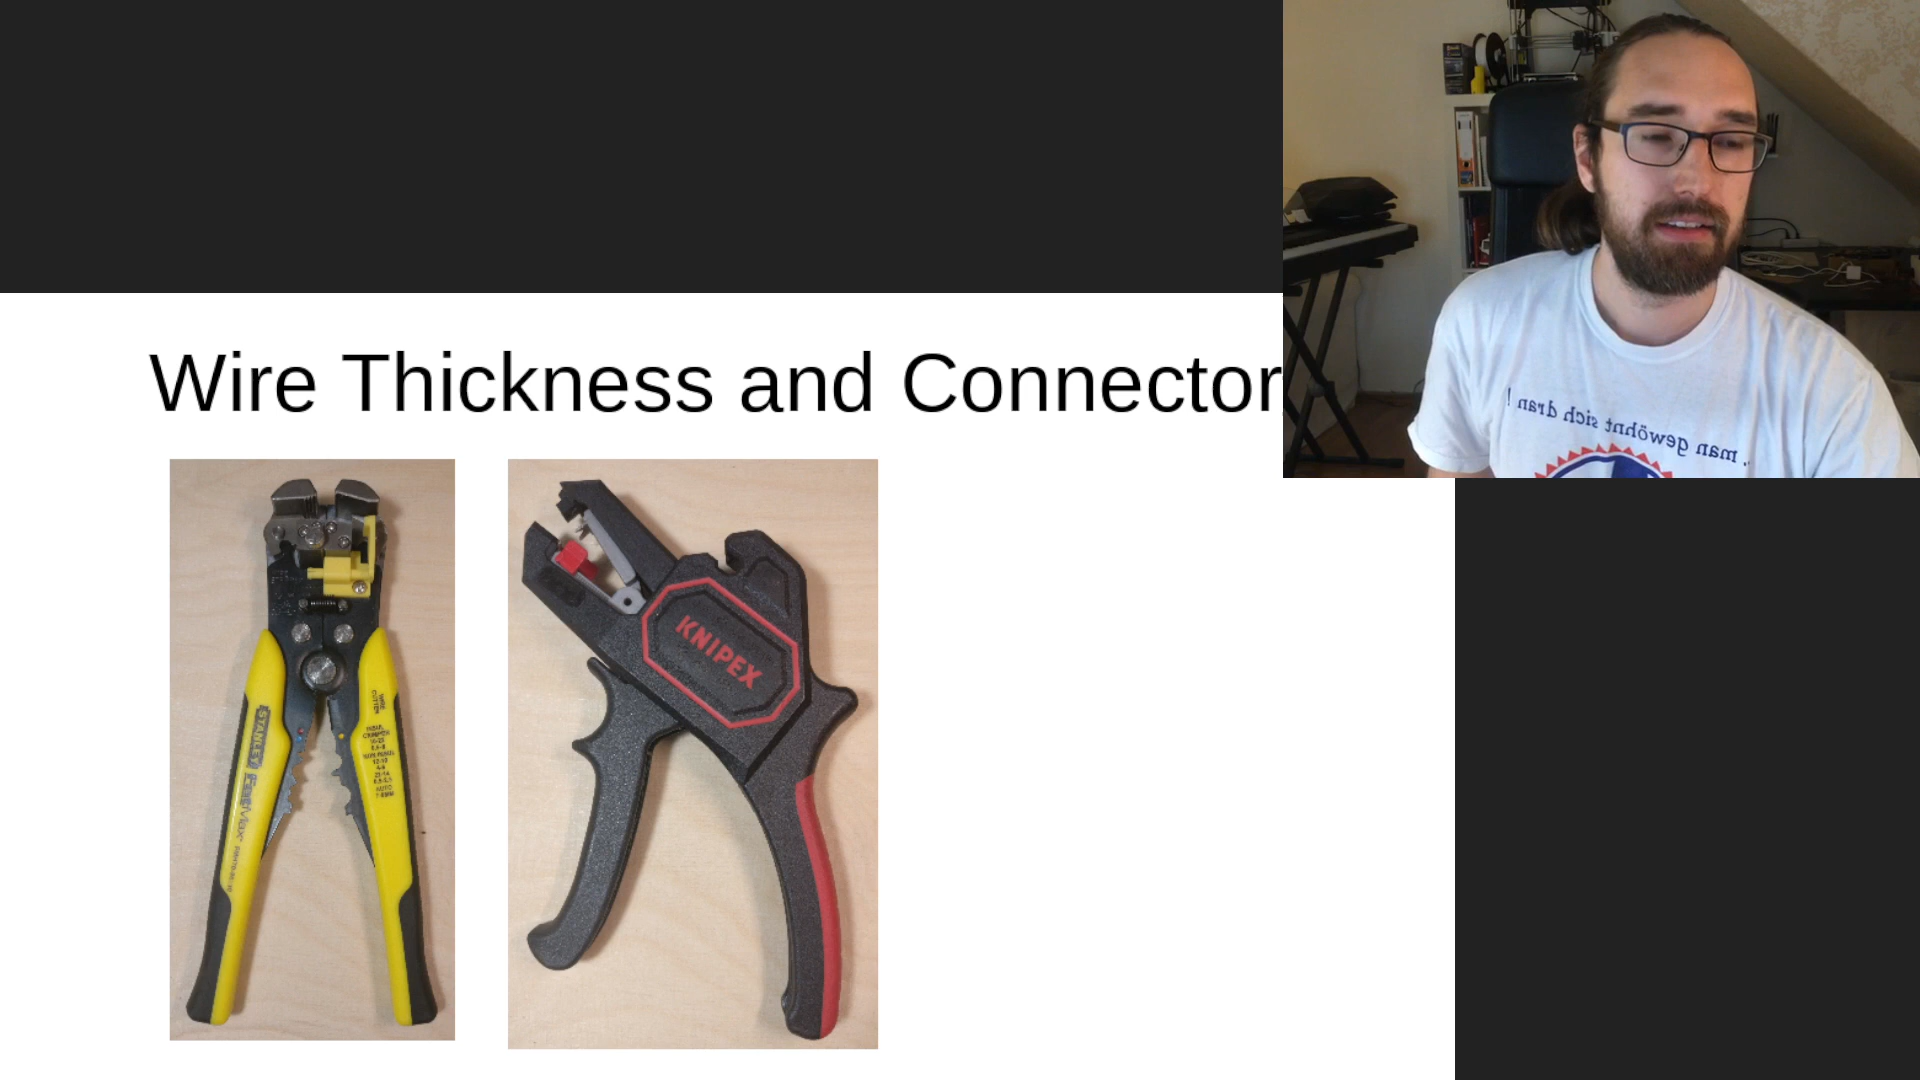 Wire Thickness and Connector
... man gewöhnt sich dran !
KNIPEX
STANLEY
FatMax
WIRE
CUTTER